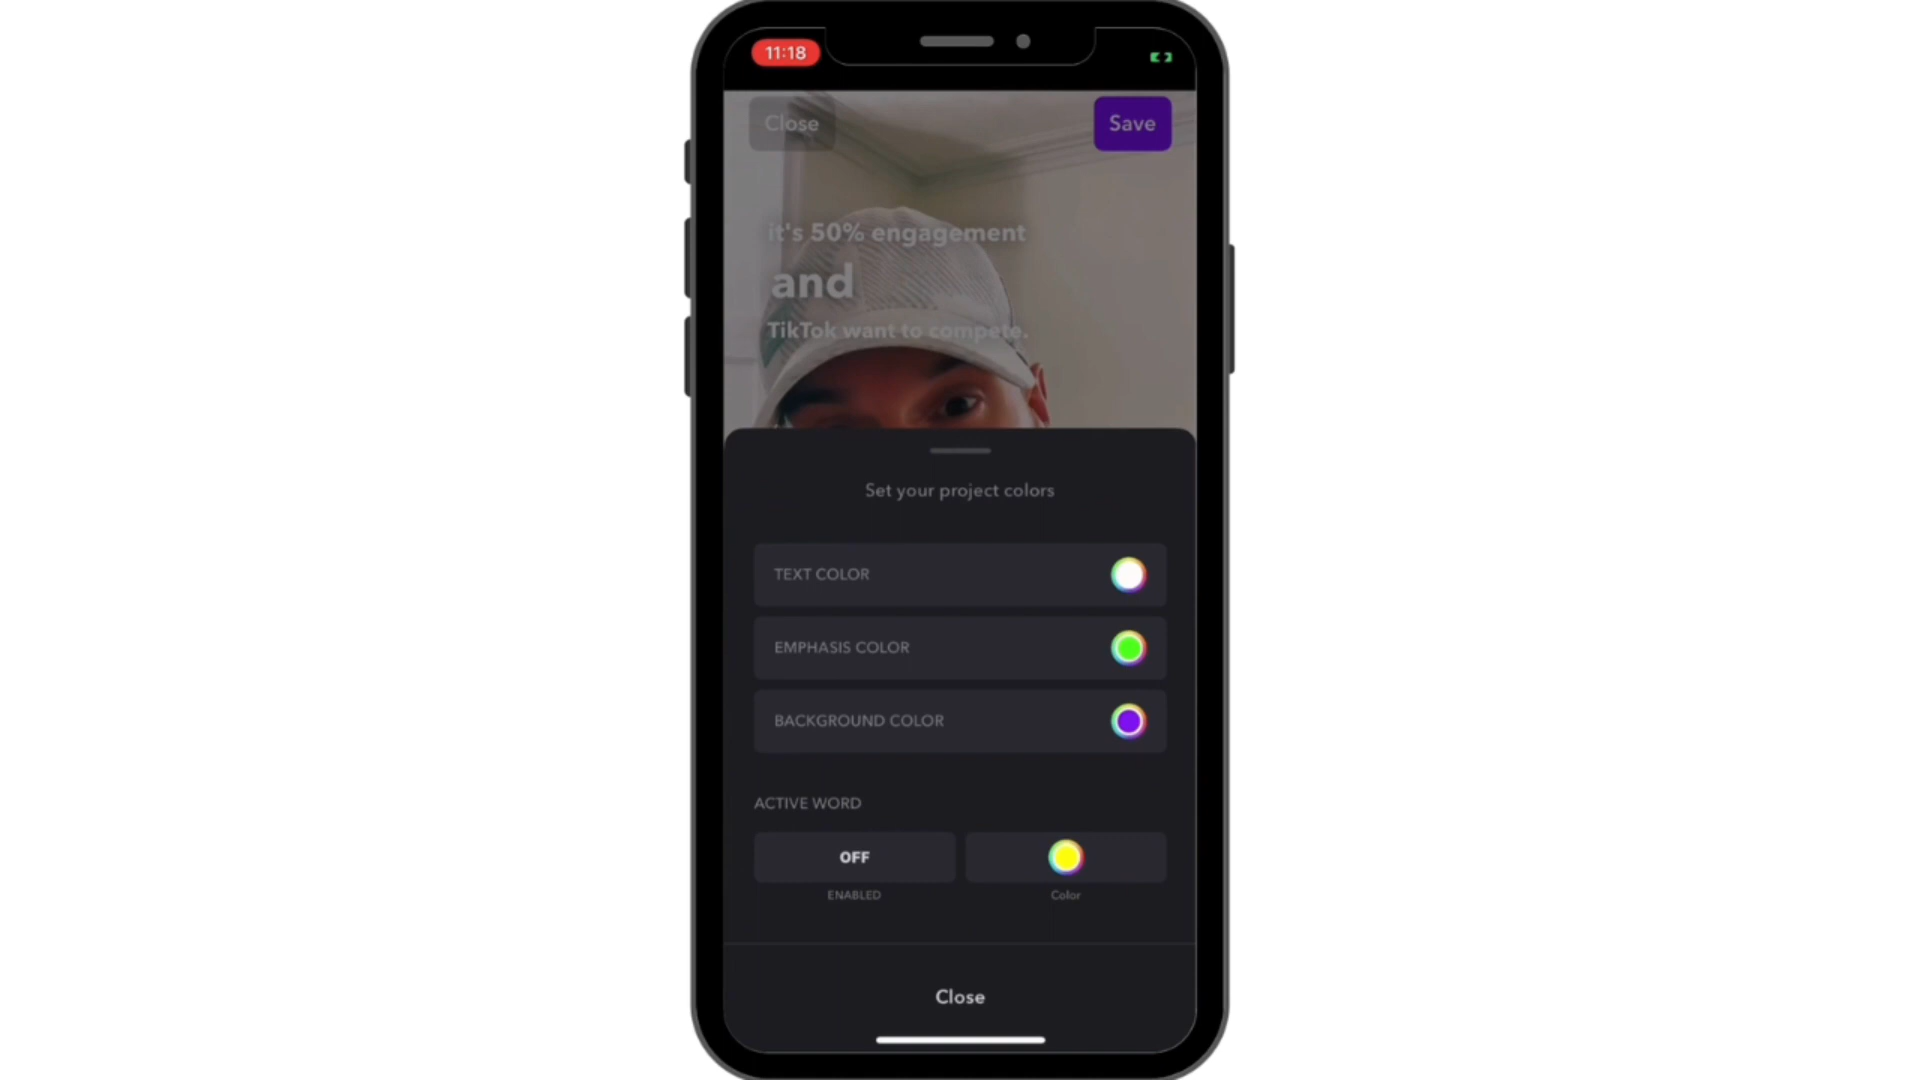 11:18
Close
Save
it's 50% engagement
and
TikTok want to compete.
Set your project colors
TEXT COLOR
EMPHASIS COLOR
BACKGROUND COLOR
ACTIVE WORD
OFF
ENABLED
Color
Close